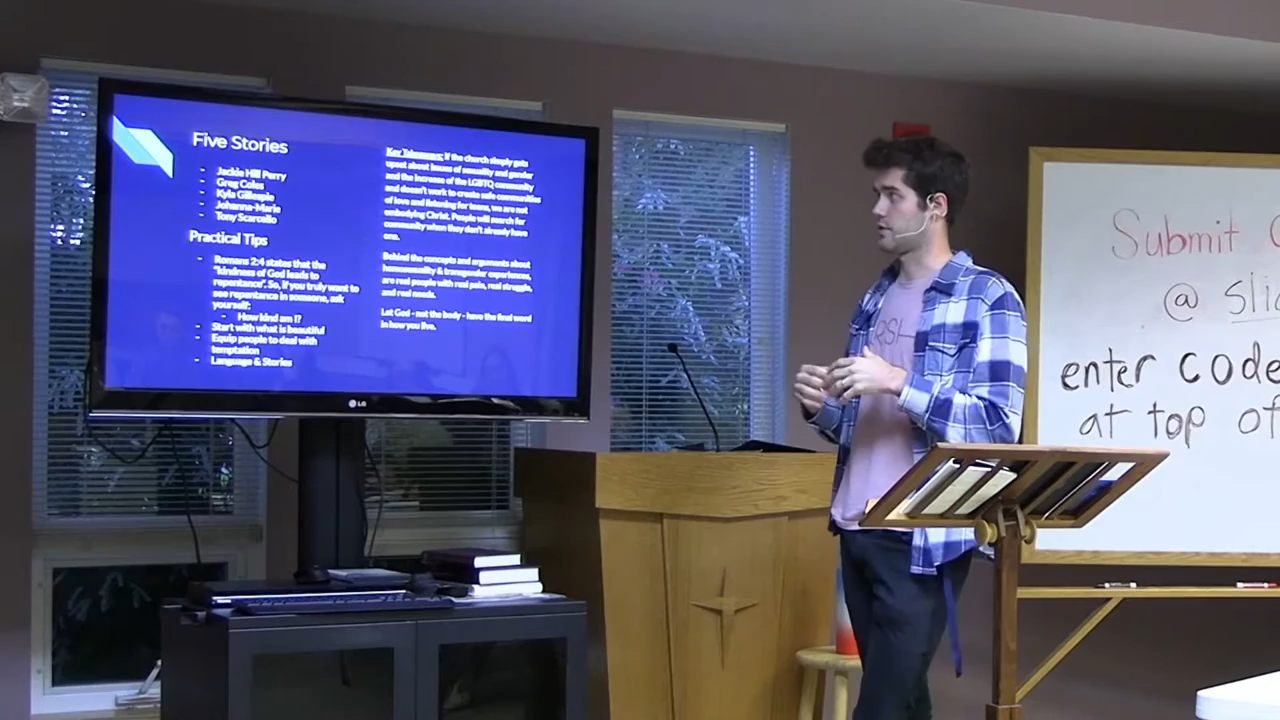 Five Stories
- Jackie Hill Perry
- Greg Coles
- Kyla Gillespie
- Johanna-Marie
- Tony Scarcello
Practical Tips
- Romans 2:4 states that the
"kindness of God leads to
repentance". So, if you truly want to
see repentance in someone, ask
yourself:
- How kind am I?
- Start with what is beautiful
- Equip people to deal with
temptation
- Language & Stories
Key Takeaways: If the church simply gets
upset about issues of sexuality and gender
and the increase of the LGBTQ community
and doesn't work to create safe communities
of love and listening for teens, we are not
embodying Christ. People will search for
community when they don't already have
one.
Behind the concepts and arguments about
homosexuality & transgender experiences,
are real people with real pain, real struggle,
and real needs.
Let God - not the body - have the final word
in how you live.
LG
Submit
@ sli
enter code
at top of